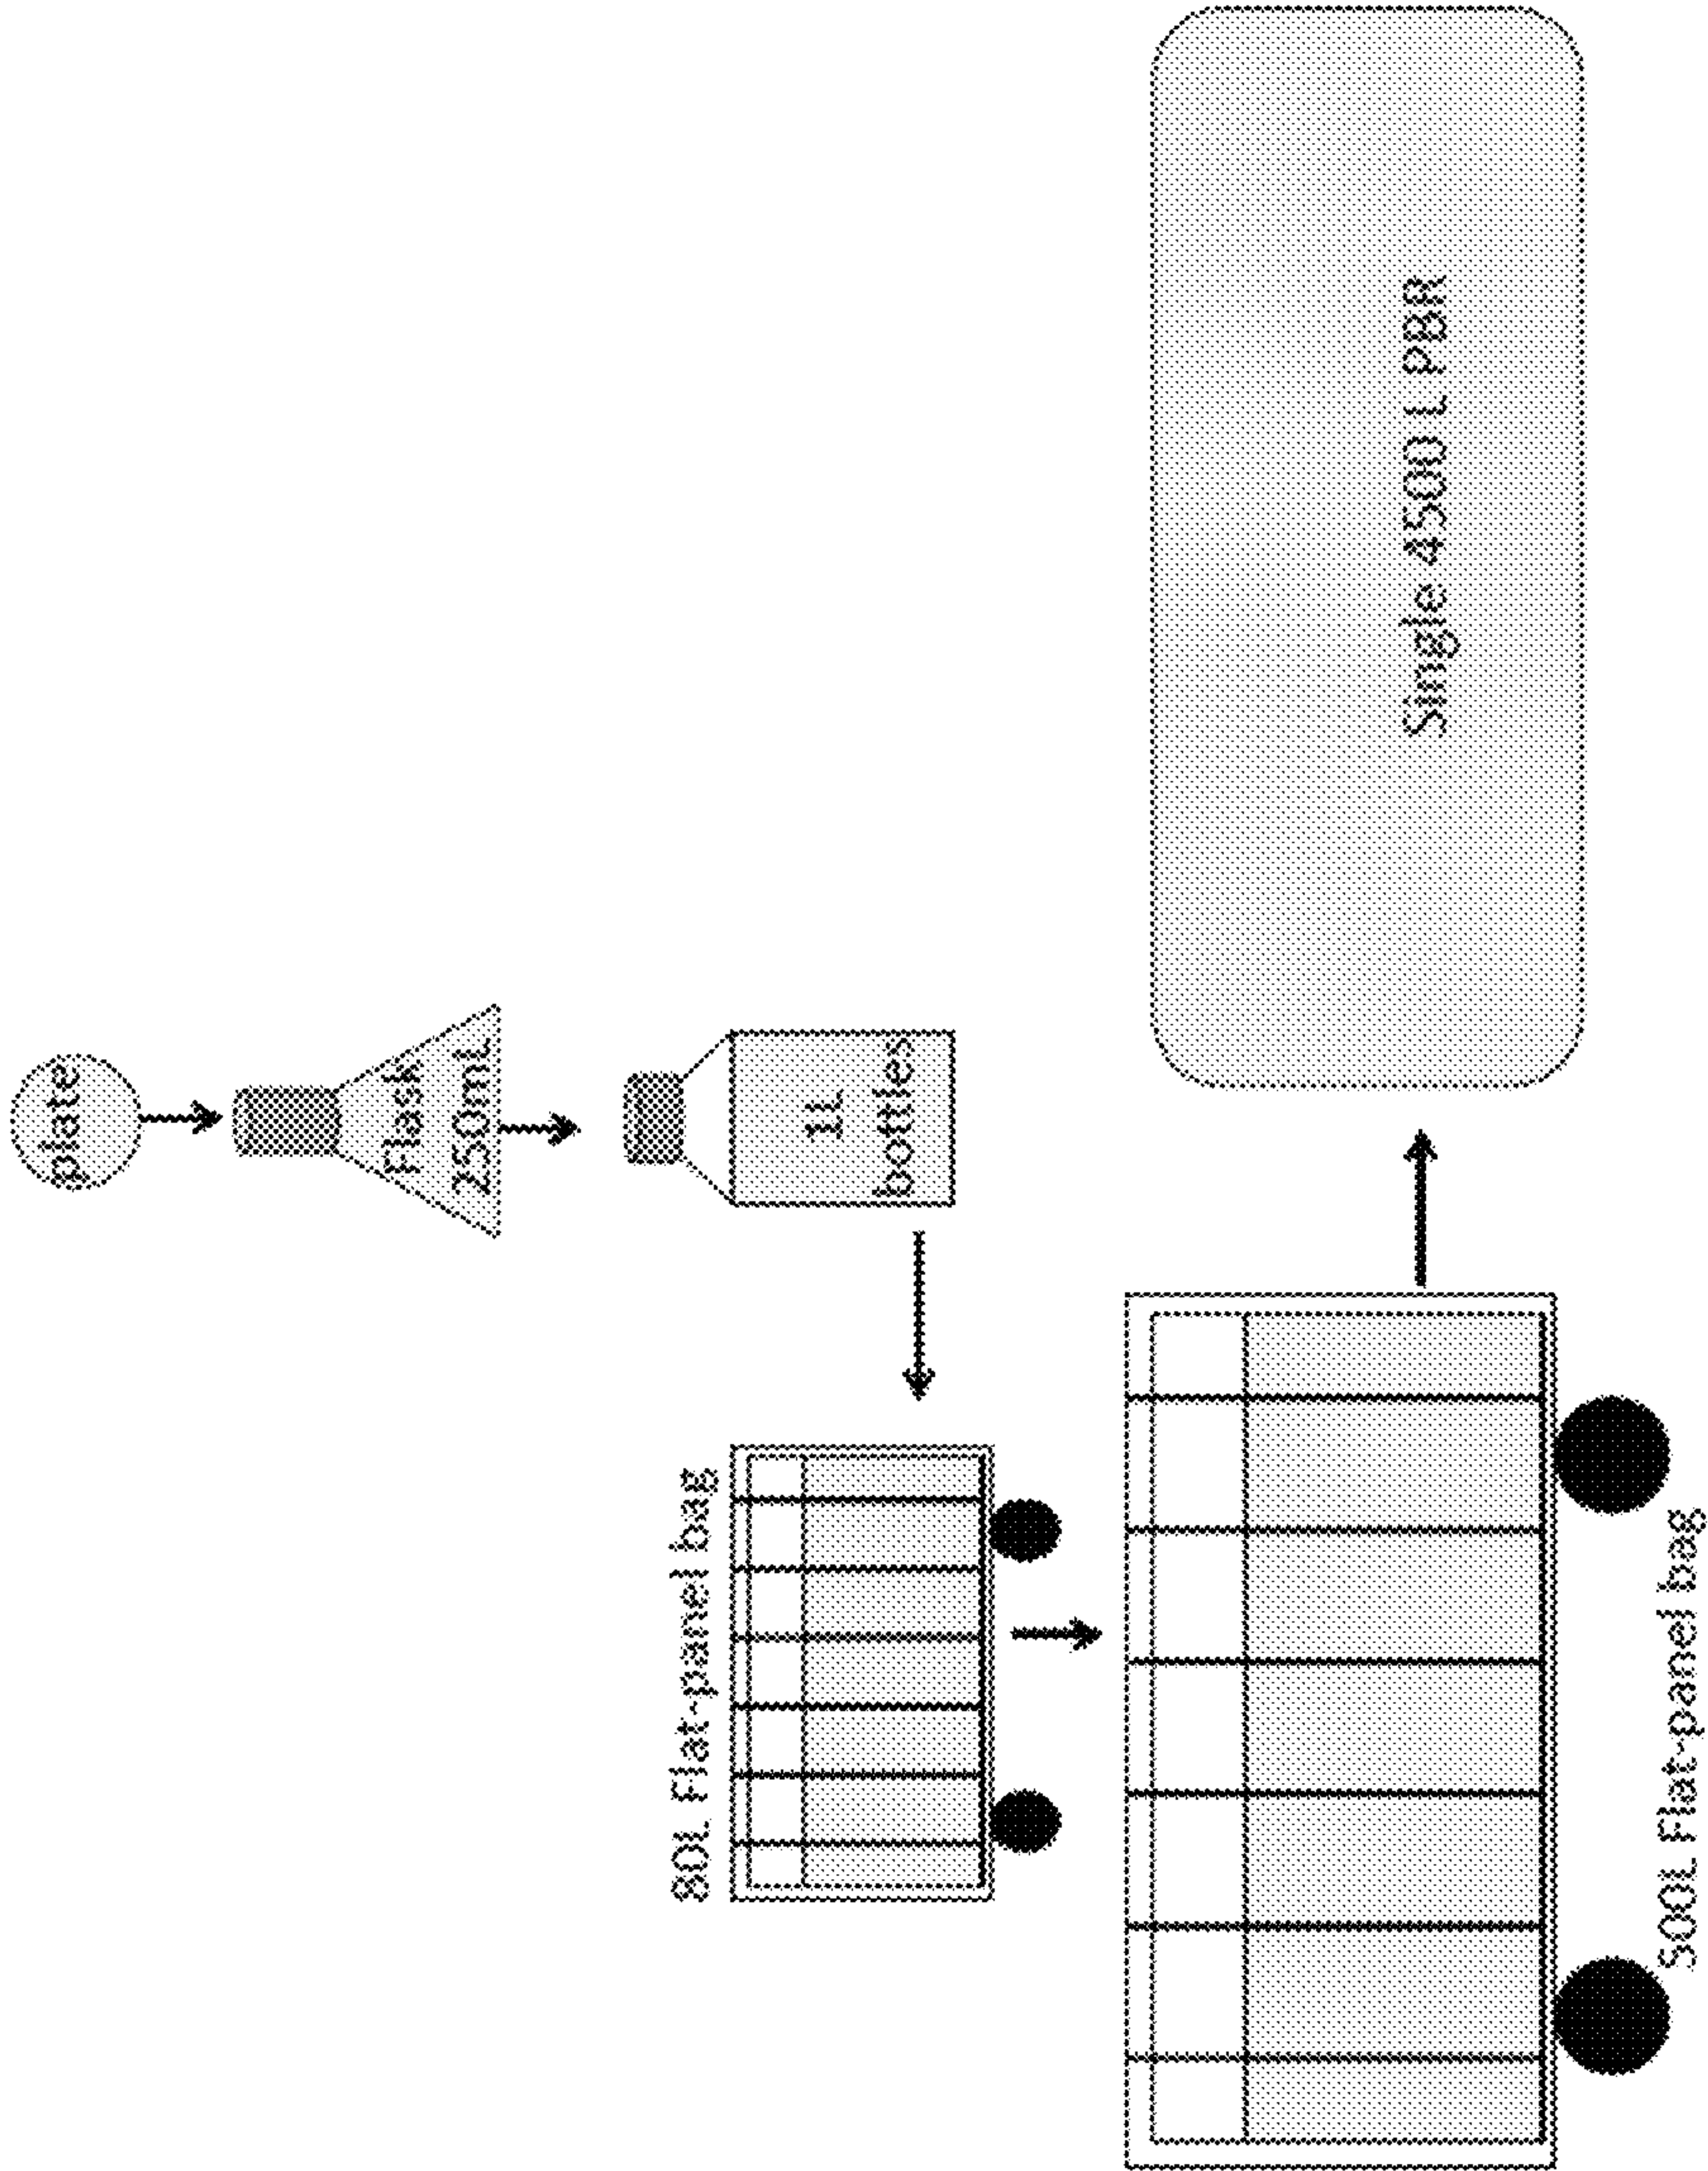 plate
Flask
250mL
1L
bottles
80L Flat-panel bag
500L Flat-panel bag
Single 4500 L PBR